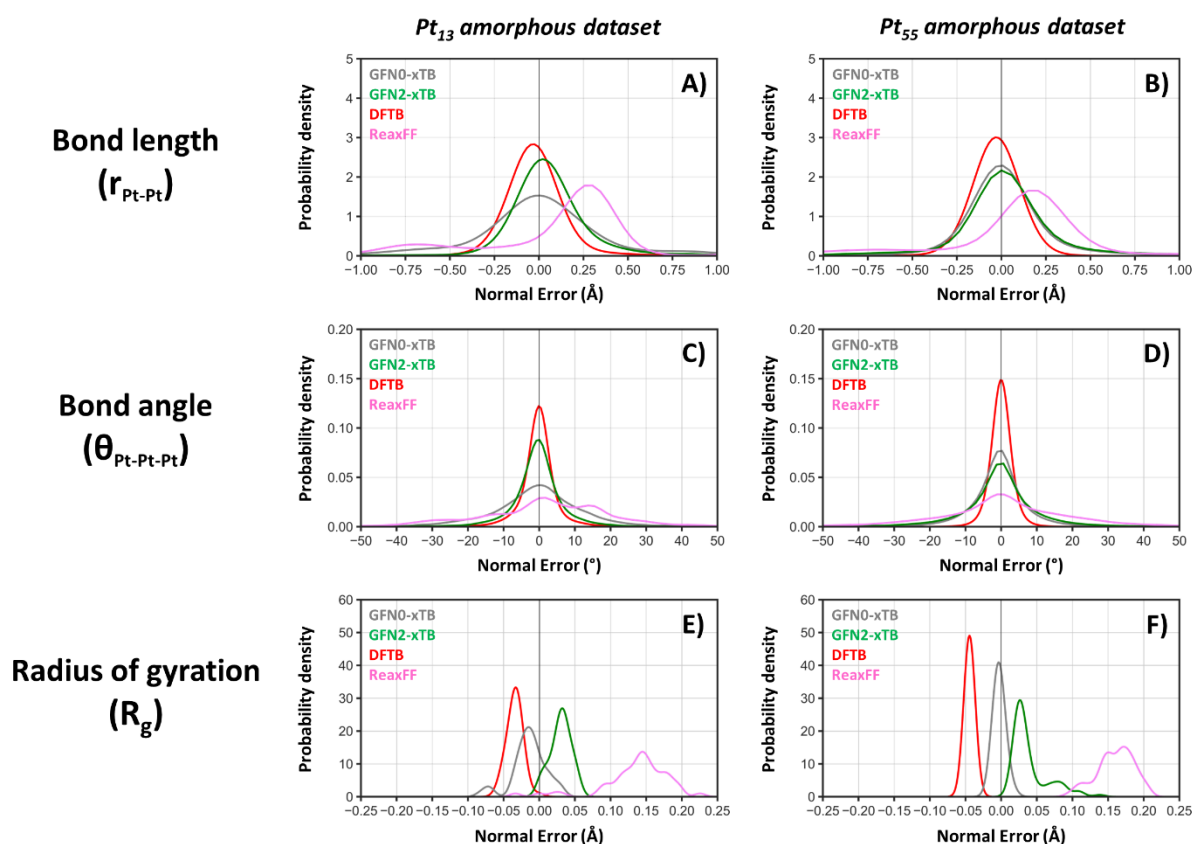 Pt13 amorphous dataset
Pt55 amorphous dataset
Bond length
(rPt-Pt)
Probability density
5
4
3
2
1
0
GFN0-xTB
GFN2-xTB
DFTB
ReaxFF
A)
−1.00 −0.75 −0.50 −0.25 0.00 0.25 0.50 0.75 1.00
Normal Error (Å)
Probability density
5
4
3
2
1
0
GFN0-xTB
GFN2-xTB
DFTB
ReaxFF
B)
−1.00 −0.75 −0.50 −0.25 0.00 0.25 0.50 0.75 1.00
Normal Error (Å)
Bond angle
(θPt-Pt-Pt)
Probability density
0.20
0.15
0.10
0.05
0.00
GFN0-xTB
GFN2-xTB
DFTB
ReaxFF
C)
−50 −40 −30 −20 −10 0 10 20 30 40 50
Normal Error (°)
Probability density
0.20
0.15
0.10
0.05
0.00
GFN0-xTB
GFN2-xTB
DFTB
ReaxFF
D)
−50 −40 −30 −20 −10 0 10 20 30 40 50
Normal Error (°)
Radius of gyration
(Rg)
Probability density
60
50
40
30
20
10
0
GFN0-xTB
GFN2-xTB
DFTB
ReaxFF
E)
−0.25 −0.20 −0.15 −0.10 −0.05 0.00 0.05 0.10 0.15 0.20 0.25
Normal Error (Å)
Probability density
60
50
40
30
20
10
0
GFN0-xTB
GFN2-xTB
DFTB
ReaxFF
F)
−0.25 −0.20 −0.15 −0.10 −0.05 0.00 0.05 0.10 0.15 0.20 0.25
Normal Error (Å)